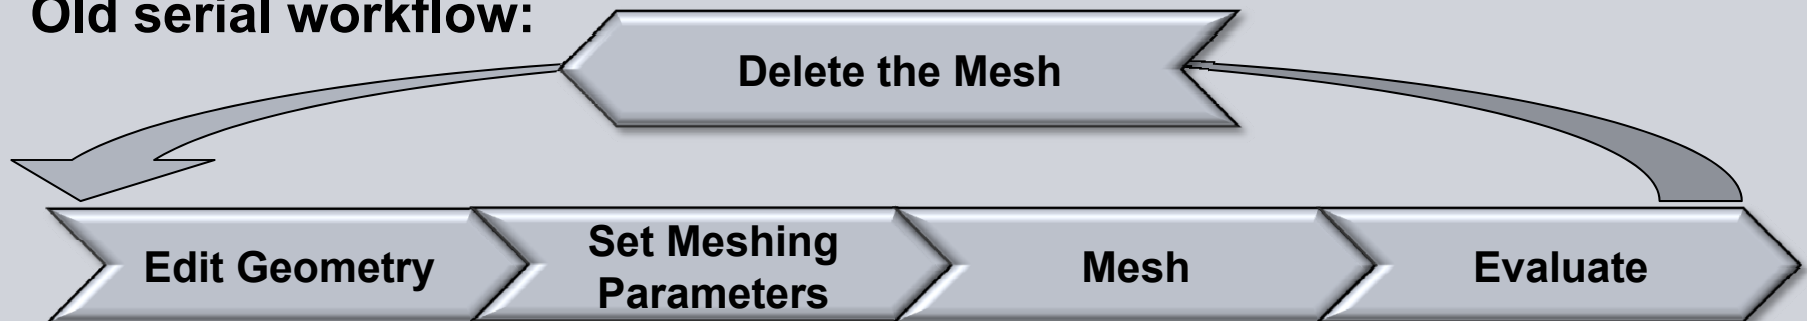 Old serial workflow:
Delete the Mesh
Edit Geometry
Set Meshing
Parameters
Mesh
Evaluate